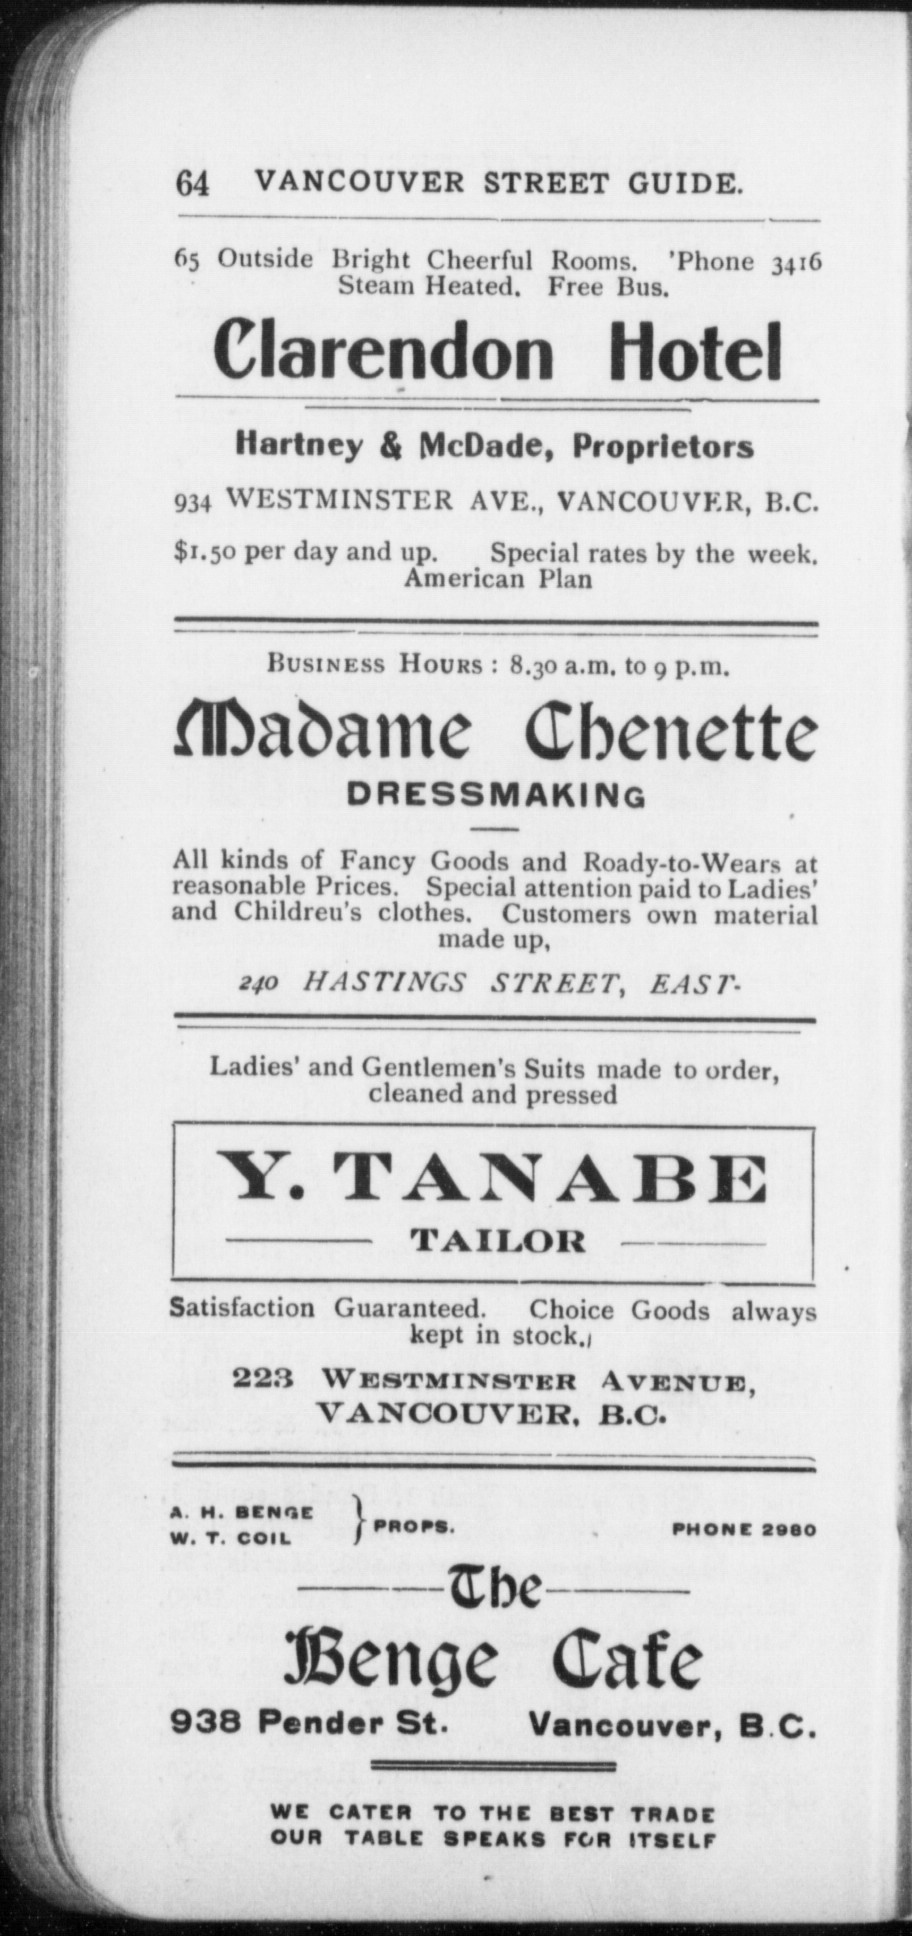 64 VANCOUVER STREET GUIDE.
65 Outside Bright Cheerful Rooms. 'Phone 3416
Steam Heated. Free Bus.
Clarendon Hotel
Hartney & McDade, Proprietors
934 WESTMINSTER AVE., VANCOUVER, B.C.
$1.50 per day and up. Special rates by the week.
American Plan
BUSINESS HOURS : 8.30 a.m. to 9 p.m.
Madame Chenette
DRESSMAKING
All kinds of Fancy Goods and Roady-to-Wears at
reasonable Prices. Special attention paid to Ladies'
and Childreu's clothes. Customers own material
made up,
240 HASTINGS STREET, EAST-
Ladies' and Gentlemen's Suits made to order,
cleaned and pressed
Y. TANABE
TAILOR
Satisfaction Guaranteed. Choice Goods always
kept in stock.
223 WESTMINSTER AVENUE,
VANCOUVER, B.C.
A. H. BENGE
W. T. COIL } PROPS. PHONE 2980
The
Benge Cafe
938 Pender St. Vancouver, B.C.
WE CATER TO THE BEST TRADE
OUR TABLE SPEAKS FOR ITSELF